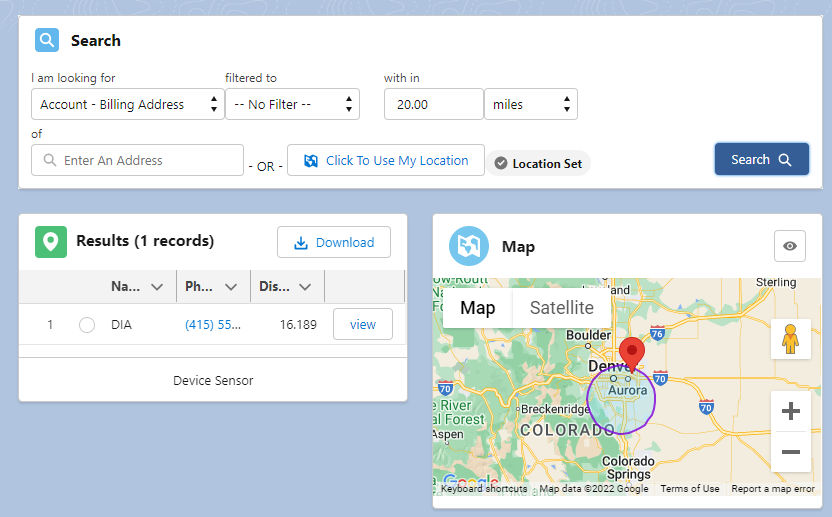 Search
I am looking for
filtered to
with in
Account - Billing Address
-- No Filter --
20.00
miles
of
Enter An Address
- OR -
Click To Use My Location
Location Set
Search
Results (1 records)
Download
Na...
Ph...
Dis...
1
DIA
(415) 55...
16.189
view
Device Sensor
Map
Map
Satellite
Sterling
Boulder
76
Denver
70
70
Aurora
70
70
Breckenridge
COLORADO
Aspen
Colorado
Springs
Google
Keyboard shortcuts
Map data ©2022 Google
Terms of Use
Report a map error